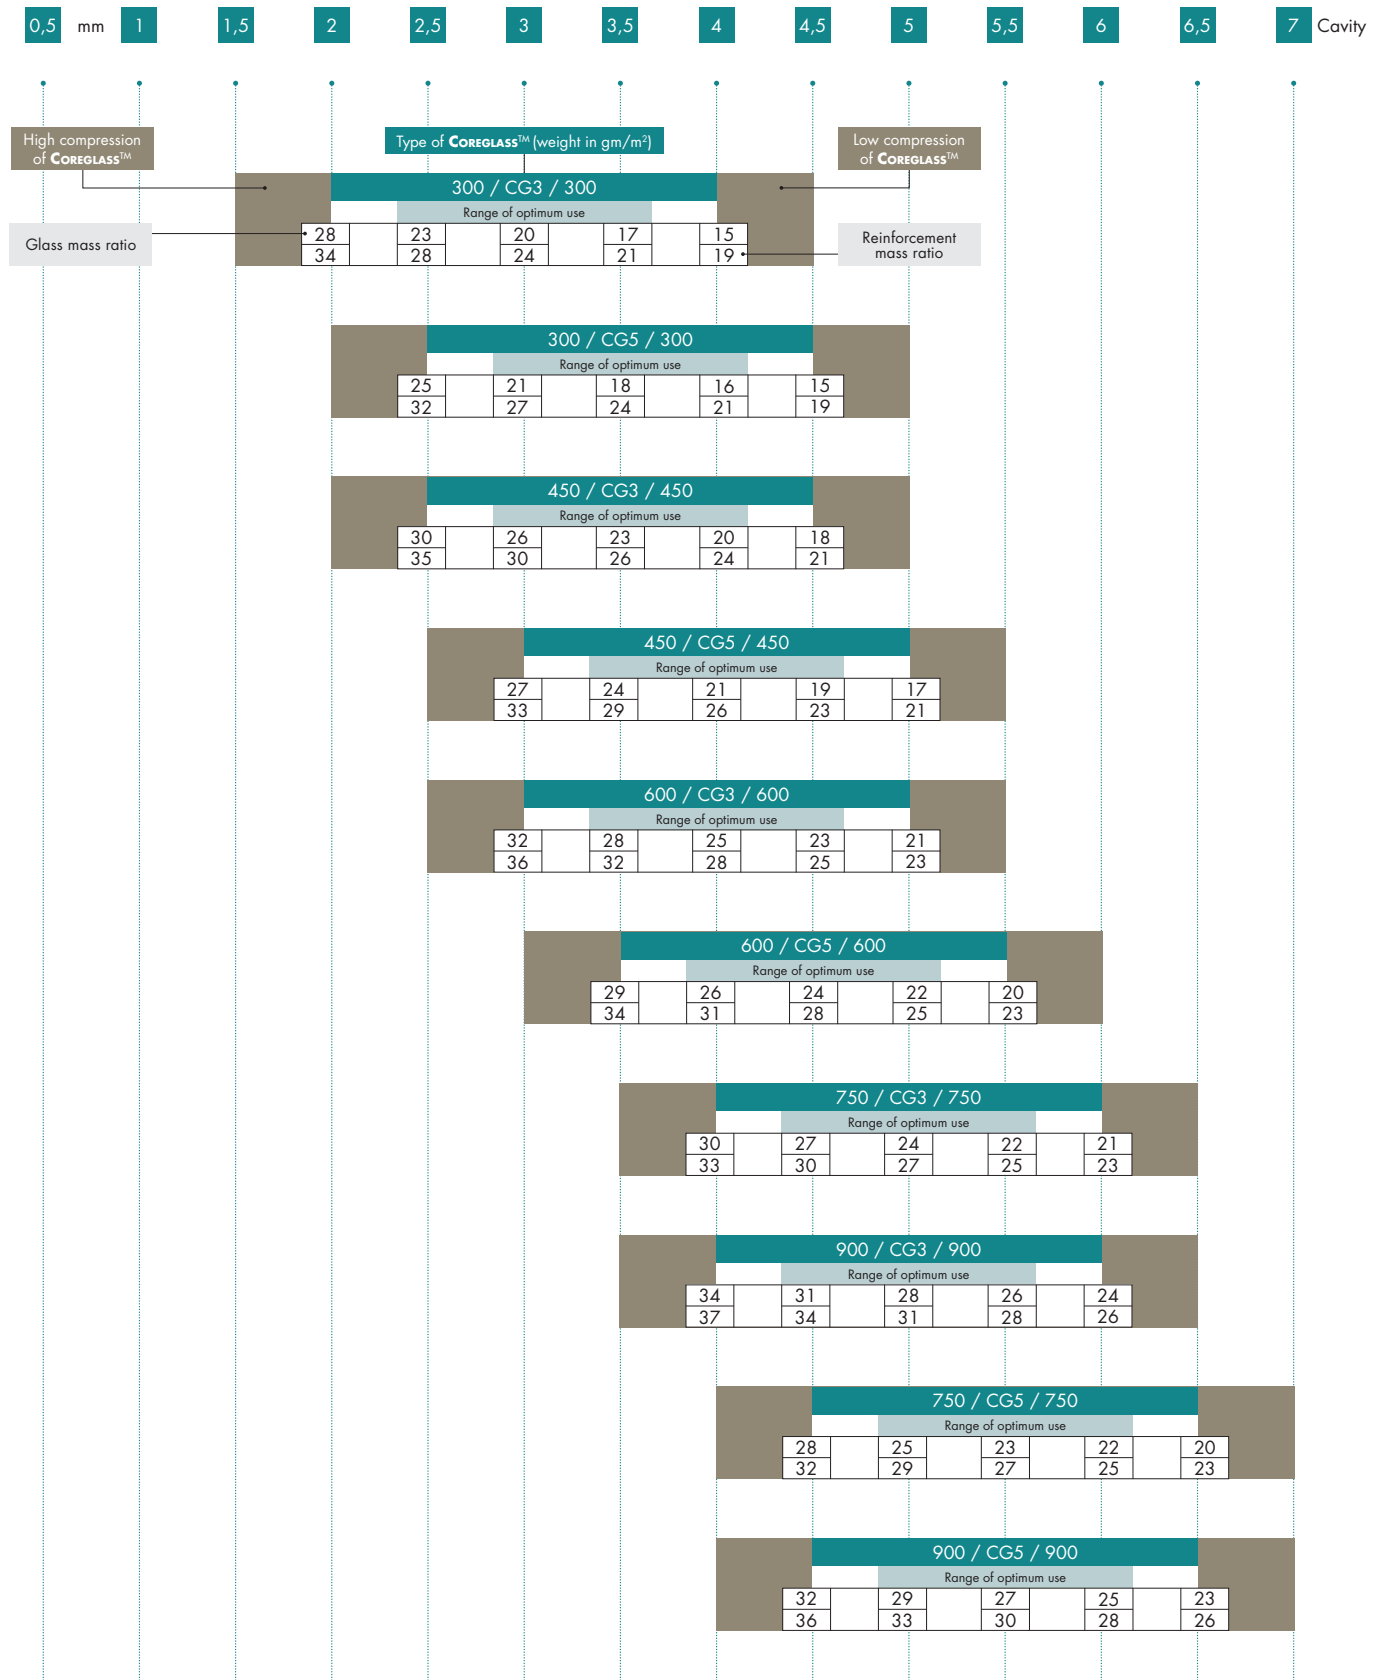 0,5 mm 1 1,5 2 2,5 3 3,5 4 4,5 5 5,5 6 6,5 7 Cavity
High compression
of COREGLASS™
Type of COREGLASS™ (weight in gm/m²)
Low compression
of COREGLASS™
300 / CG3 / 300
Range of optimum use
Glass mass ratio
28 23 20 17 15
34 28 24 21 19
Reinforcement
mass ratio
300 / CG5 / 300
Range of optimum use
25 21 18 16 15
32 27 24 21 19
450 / CG3 / 450
Range of optimum use
30 26 23 20 18
35 30 26 24 21
450 / CG5 / 450
Range of optimum use
27 24 21 19 17
33 29 26 23 21
600 / CG3 / 600
Range of optimum use
32 28 25 23 21
36 32 28 25 23
600 / CG5 / 600
Range of optimum use
29 26 24 22 20
34 31 28 25 23
750 / CG3 / 750
Range of optimum use
30 27 24 22 21
33 30 27 25 23
900 / CG3 / 900
Range of optimum use
34 31 28 26 24
37 34 31 28 26
750 / CG5 / 750
Range of optimum use
28 25 23 22 20
32 29 27 25 23
900 / CG5 / 900
Range of optimum use
32 29 27 25 23
36 33 30 28 26